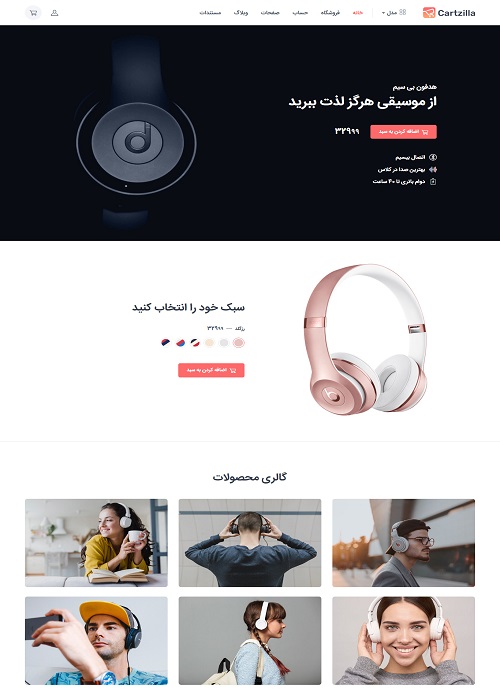 Cartzilla
مدل
خانه
فروشگاه
حساب
صفحات
وبلاگ
مستندات
هدفون بی سیم
از موسیقی هرگز لذت ببرید
اضافه کردن به سبد
۳۲۹۹۹
اتصال بیسیم
بهترین صدا در کلاس
دوام باتری تا ۴۰ ساعت
سبک خود را انتخاب کنید
رزگلد — ۳۲۹۹۹
اضافه کردن به سبد
گالری محصولات